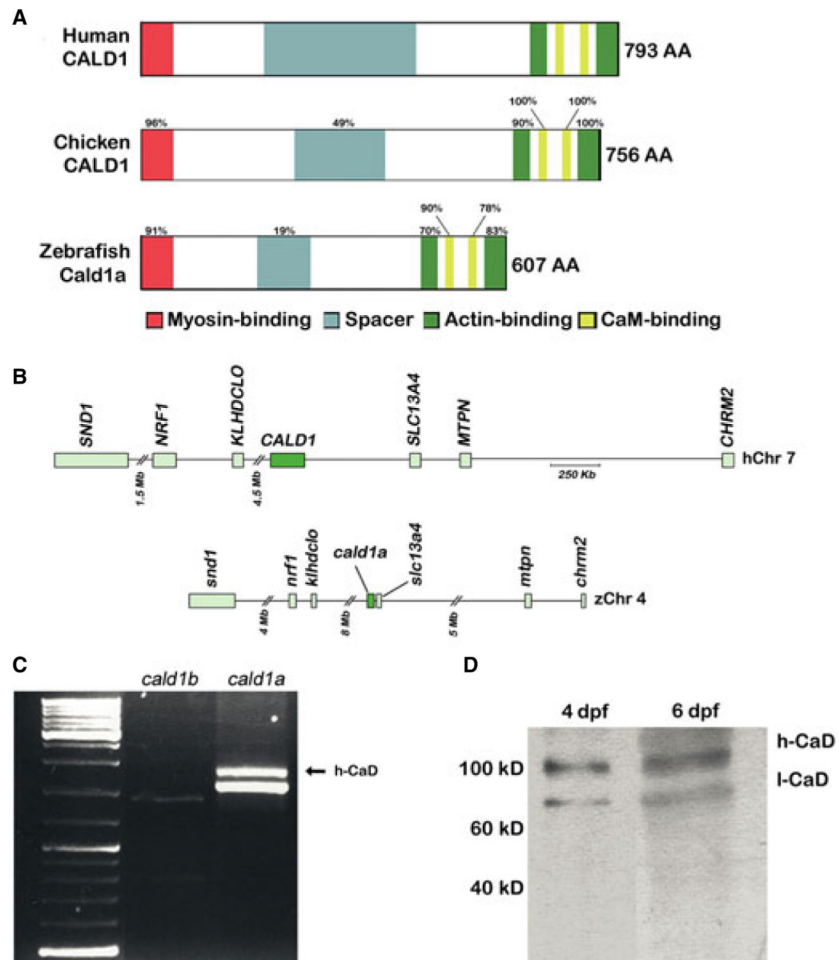 A
Human
CALD1
793 AA
96%
49%
100%
100%
90%
100%
Chicken
CALD1
756 AA
91%
19%
90%
78%
70%
83%
Zebrafish
Cald1a
607 AA
Myosin-binding Spacer Actin-binding CaM-binding
B
SND1
NRF1
KLHDCLO
CALD1
SLC13A4
MTPN
CHRM2
hChr 7
1.5 Mb
4.5 Mb
250 Kb
snd1
nrf1
klhdclo
cald1a
slc13a4
mtpn
chrm2
zChr 4
4 Mb
8 Mb
5 Mb
C
cald1b cald1a
h-CaD
D
4 dpf 6 dpf
h-CaD
100 kD
l-CaD
60 kD
40 kD